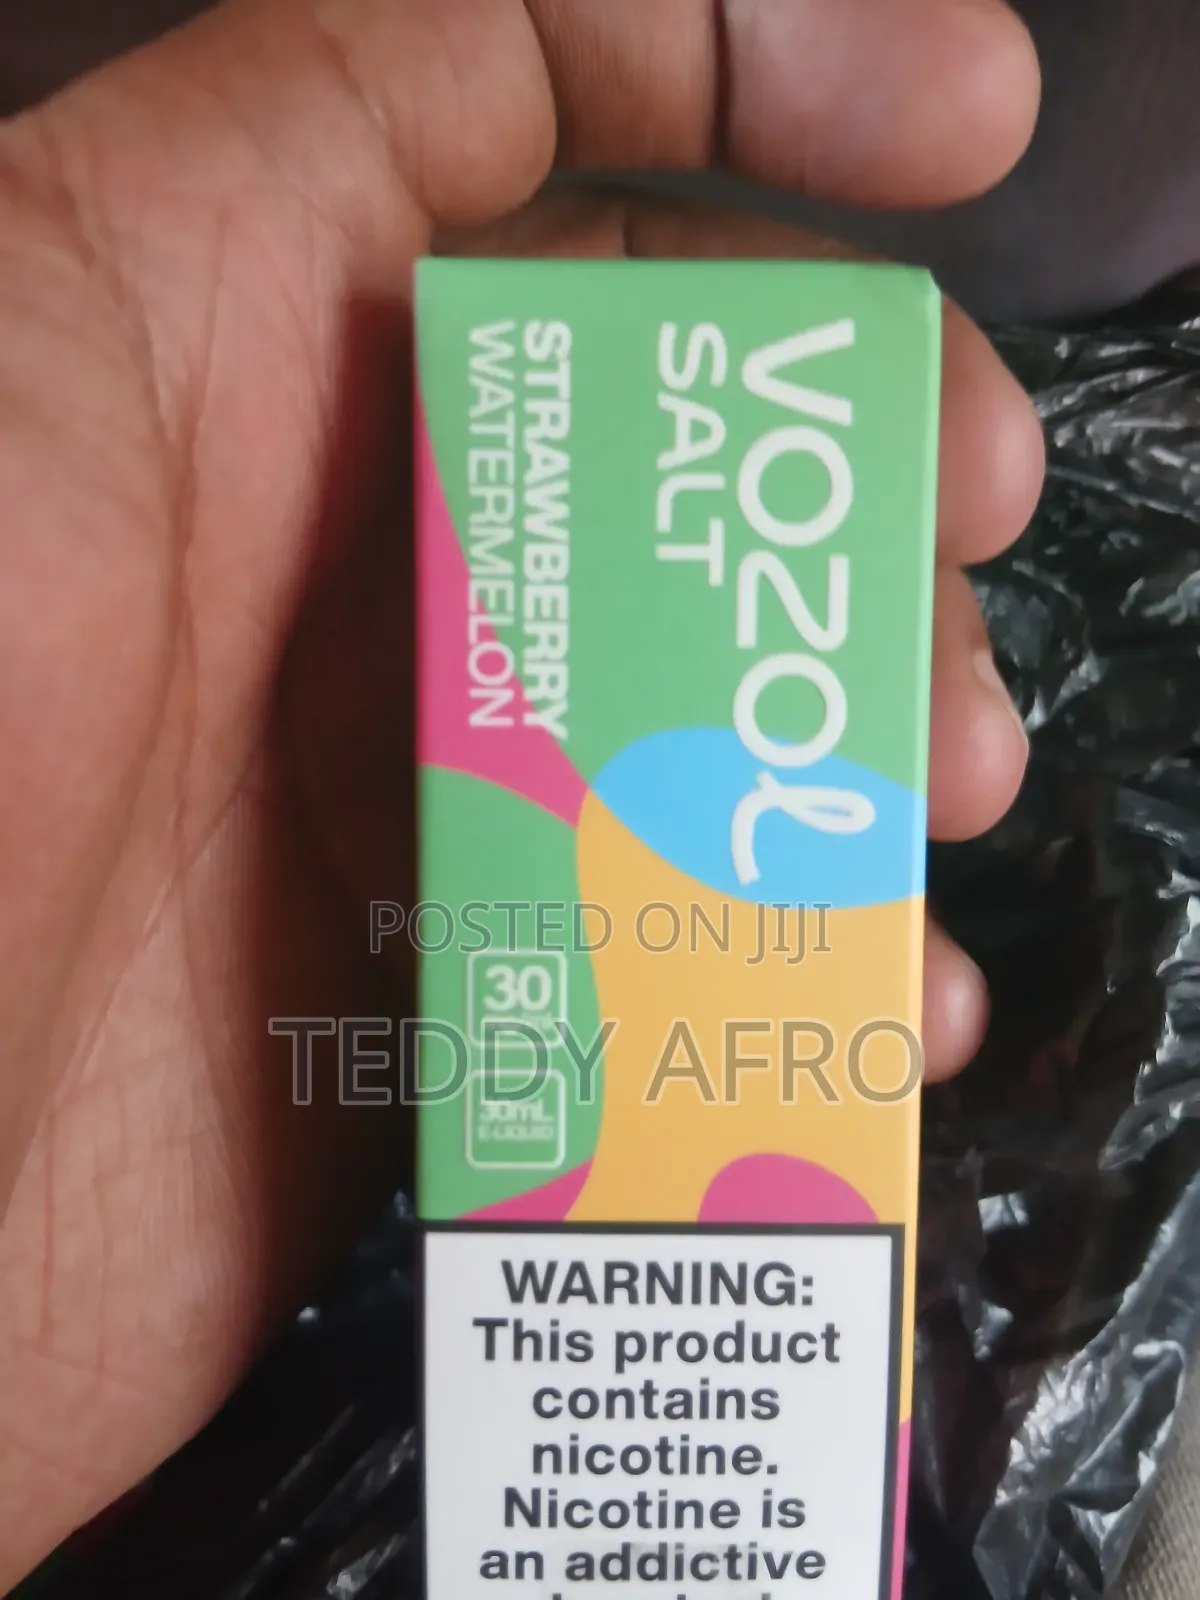 VOZOL
SALT
STRAWBERRY
WATERMELON
30
30mL
E-LIQUID
POSTED ON JIJI
TEDDY AFRO
WARNING:
This product
contains
nicotine.
Nicotine is
an addictive